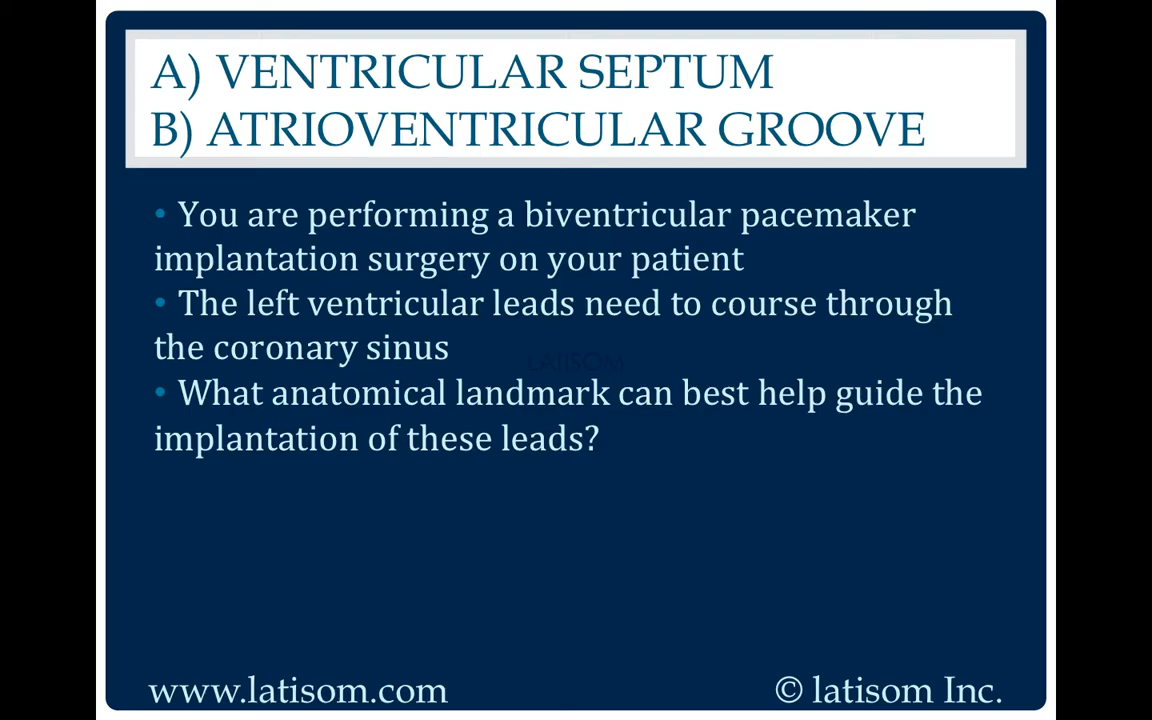 A) VENTRICULAR SEPTUM
B) ATRIOVENTRICULAR GROOVE
• You are performing a biventricular pacemaker
implantation surgery on your patient
• The left ventricular leads need to course through
the coronary sinus
LATISOM
• What anatomical landmark can best help guide the
implantation of these leads?
www.latisom.com
© latisom Inc.